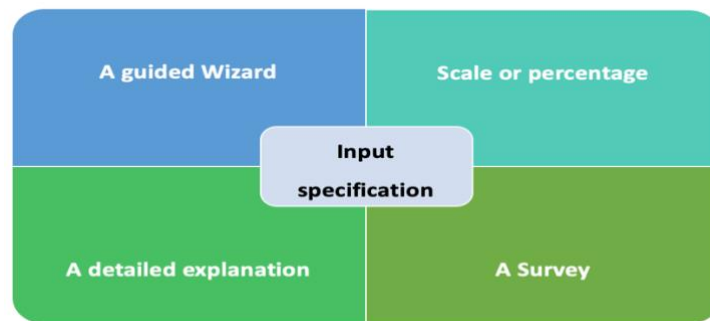 A guided Wizard
Scale or percentage
Input
specification
A detailed explanation
A Survey